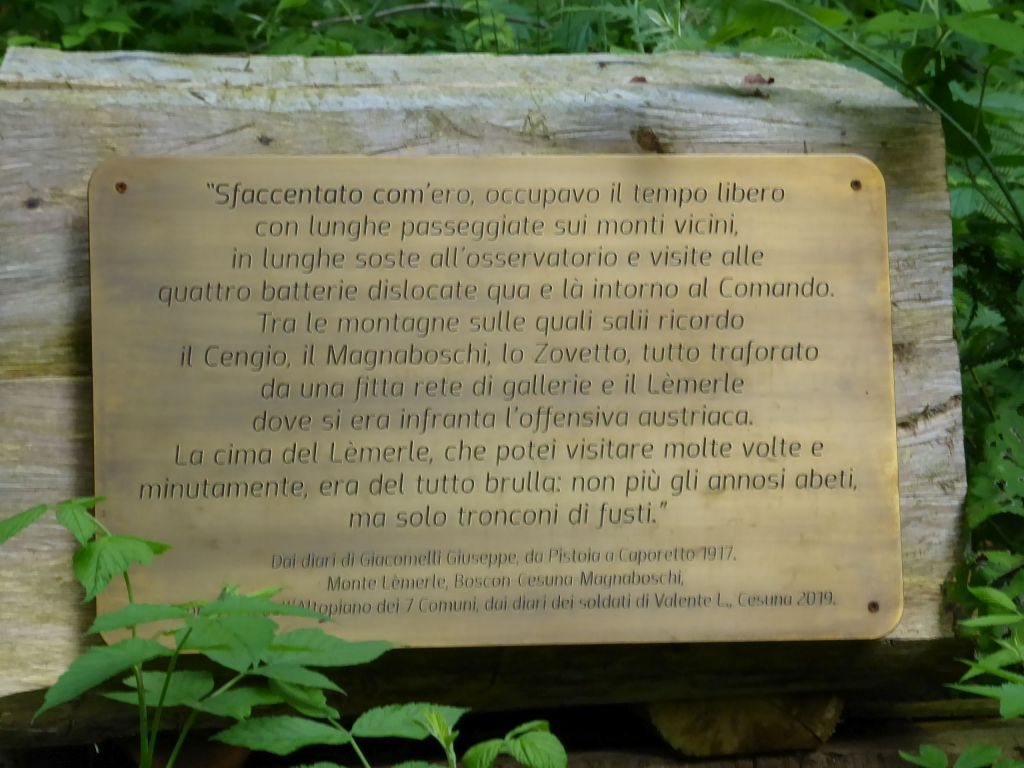 "Sfaccentato com'ero, occupavo il tempo libero
con lunghe passeggiate sui monti vicini,
in lunghe soste all'osservatorio e visite alle
quattro batterie dislocate qua e là intorno al Comando.
Tra le montagne sulle quali salii ricordo
il Cengio, il Magnaboschi, lo Zovetto, tutto traforato
da una fitta rete di gallerie e il Lèmerle
dove si era infranta l'offensiva austriaca.
La cima del Lèmerle, che potei visitare molte volte e
minutamente, era del tutto brulla: non più gli annosi abeti,
ma solo tronconi di fusti."
Dai diari di Giacomelli Giuseppe, da Pistoia a Caporetto 1917.
Monte Lèmerle, Boscon Cesuna Magnaboschi,
dei 7 Comuni, dai diari dei soldati di Valente L., Cesuna 2019.